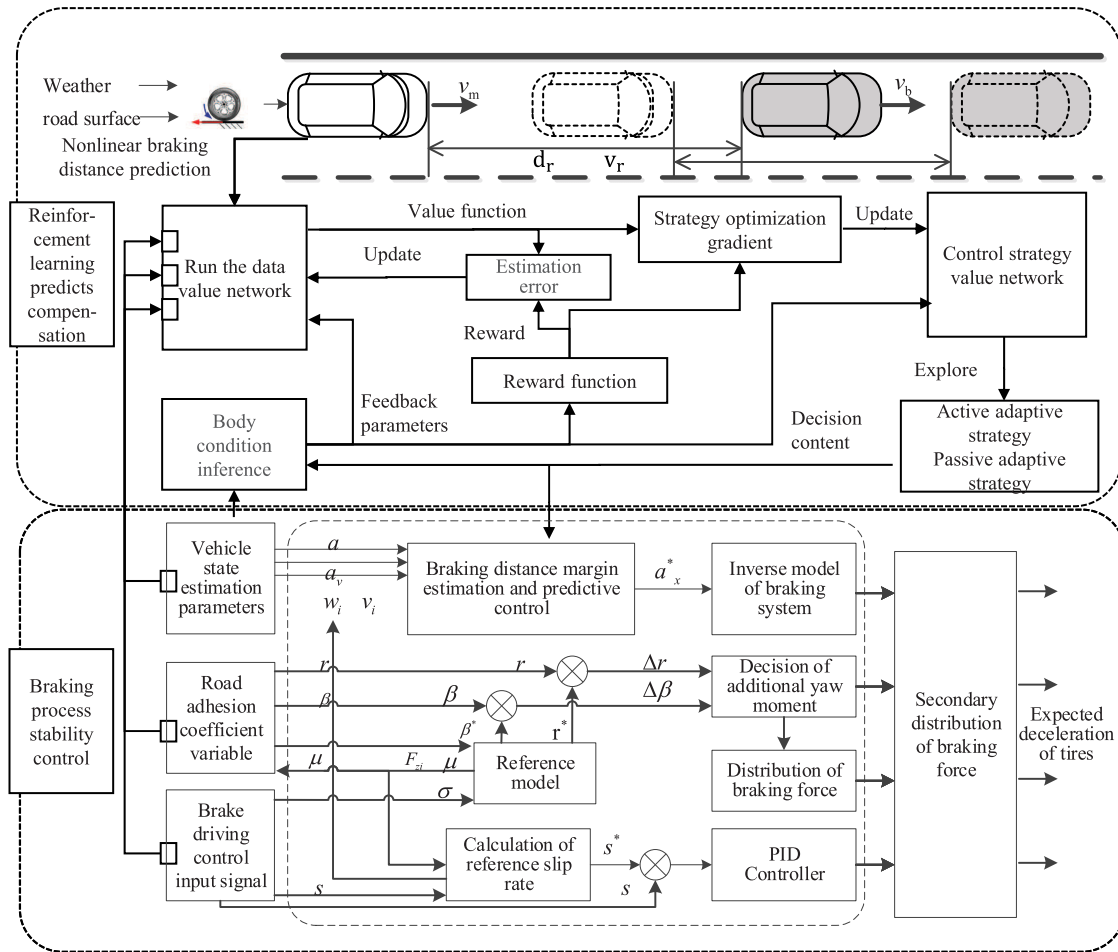 Weather
road surface
Nonlinear braking
distance prediction
v_m
v_b
d_r
v_r
Reinfor-
cement
learning
predicts
compen-
sation
Run the data
value network
Value function
Update
Estimation
error
Reward
Reward function
Strategy optimization
gradient
Update
Control strategy
value network
Explore
Feedback
parameters
Decision
content
Body
condition
inference
Active adaptive
strategy
Passive adaptive
strategy
Braking
process
stability
control
Vehicle
state
estimation
parameters
a
a_v
w_i v_i
Braking distance margin
estimation and predictive
control
a*_x
Inverse model
of braking
system
Road
adhesion
coefficient
variable
r
r
Δr
β
β
Δβ
β*
r*
μ
F_zi
μ
σ
Reference
model
Decision of
additional yaw
moment
Distribution of
braking force
Brake
driving
control
input signal
s
Calculation of
reference slip
rate
s*
s
PID
Controller
Secondary
distribution
of braking
force
Expected
deceleration
of tires